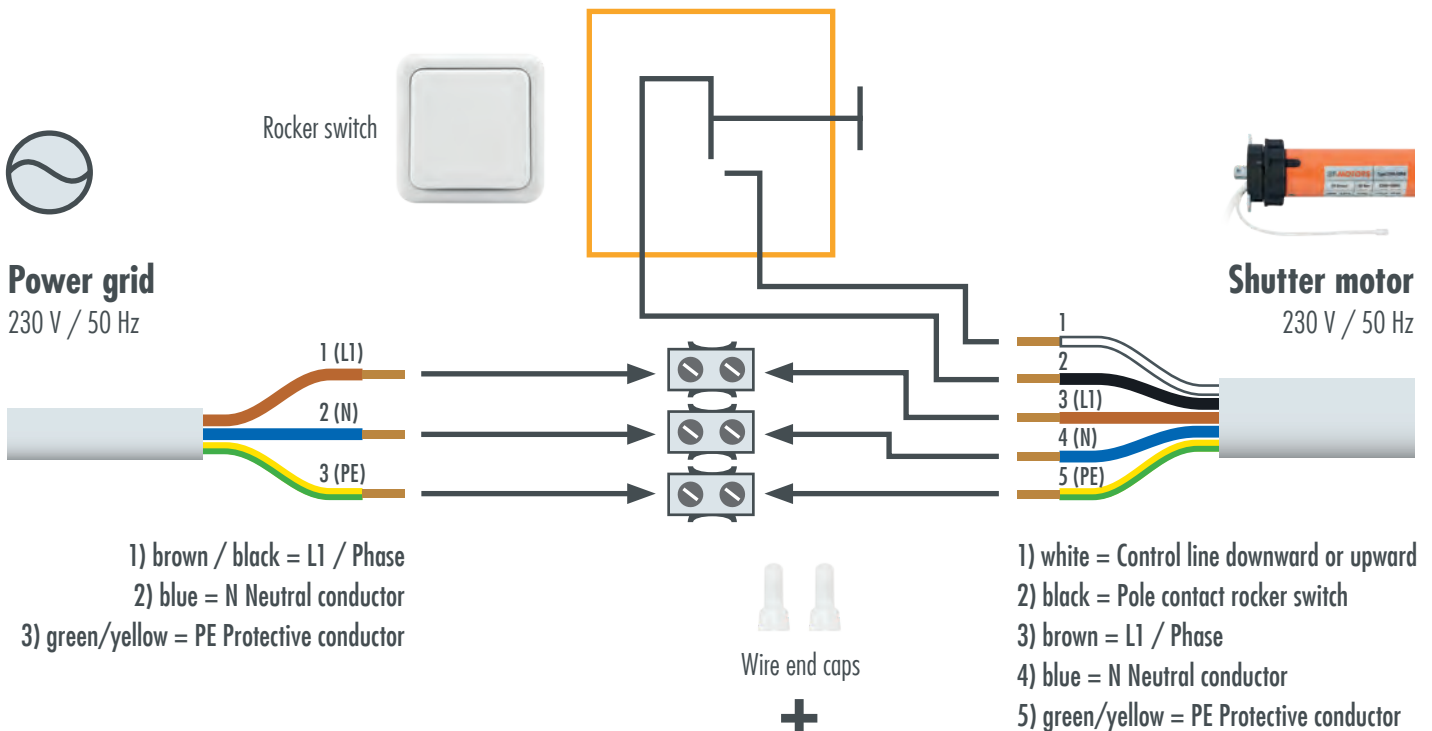 Rocker switch
Power grid
230 V / 50 Hz
Shutter motor
230 V / 50 Hz
1 (L1)
2 (N)
3 (PE)
1
2
3 (L1)
4 (N)
5 (PE)
1) brown / black = L1 / Phase
2) blue = N Neutral conductor
3) green/yellow = PE Protective conductor
Wire end caps
+
1) white = Control line downward or upward
2) black = Pole contact rocker switch
3) brown = L1 / Phase
4) blue = N Neutral conductor
5) green/yellow = PE Protective conductor